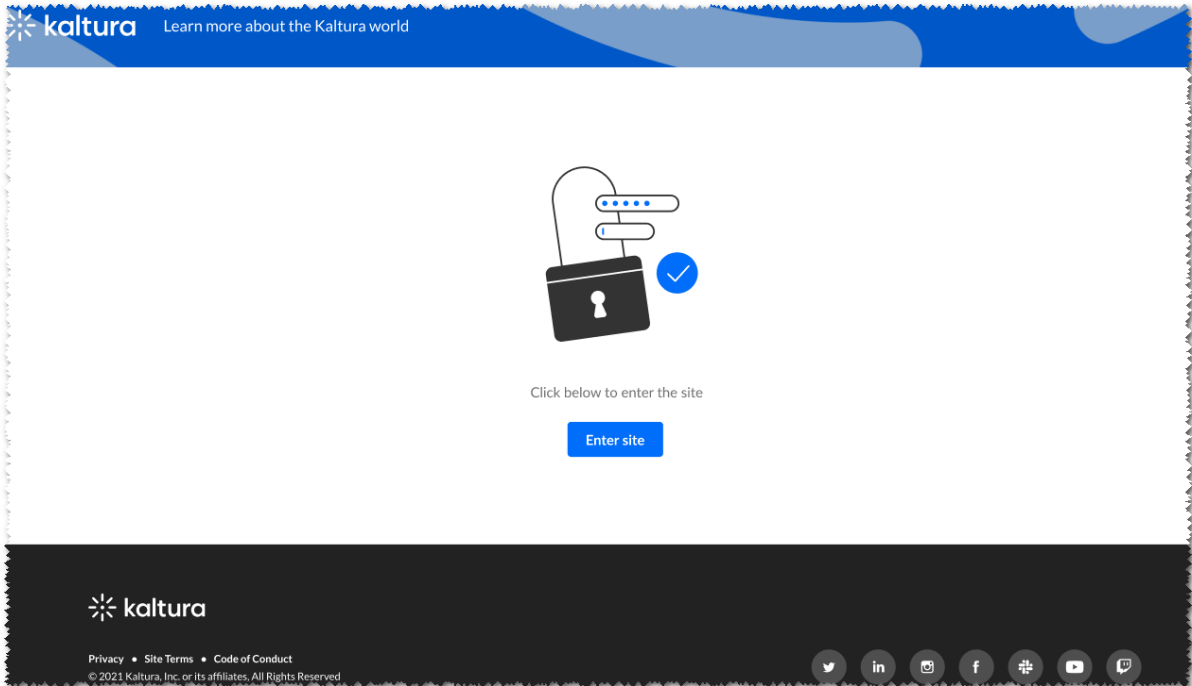 kaltura
Learn more about the Kaltura world
Click below to enter the site
Enter site
kaltura
Privacy • Site Terms • Code of Conduct
© 2021 Kaltura, Inc. or its affiliates, All Rights Reserved